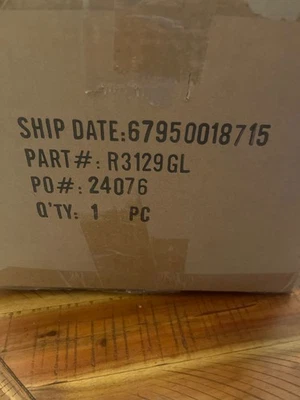 SHIP DATE:67950018715
PART#: R3129GL
PO#: 24076
Q'TY: 1 PC